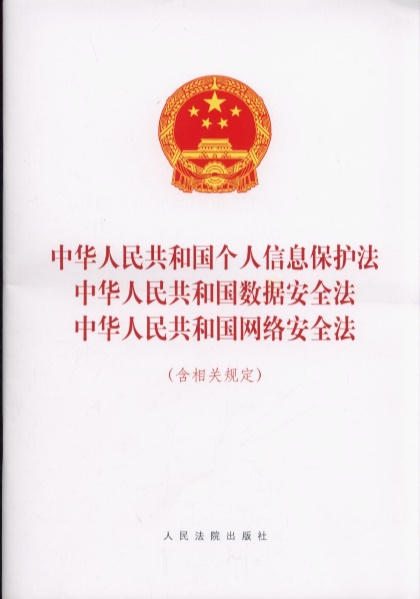 中华人民共和国个人信息保护法
中华人民共和国数据安全法
中华人民共和国网络安全法
(含相关规定)
人民法院出版社